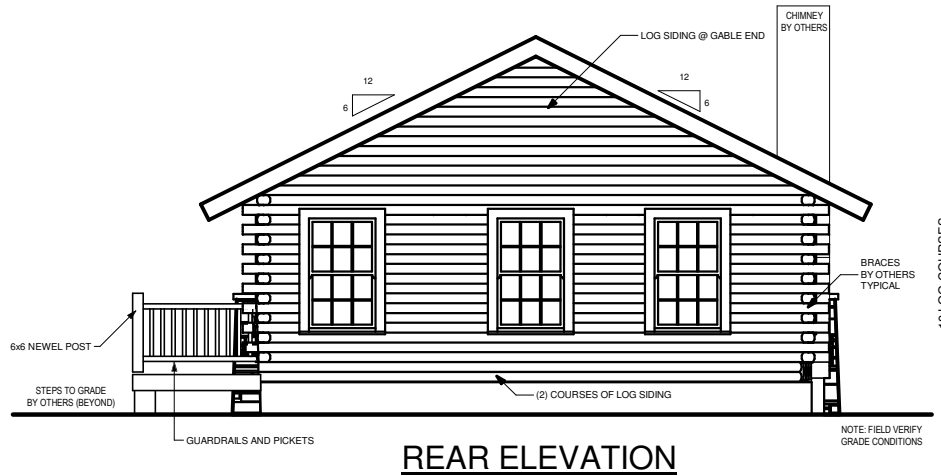 CHIMNEY
BY OTHERS
LOG SIDING @ GABLE END
12
6
12
6
BRACES
BY OTHERS
TYPICAL
LOG COURSES
6x6 NEWEL POST
STEPS TO GRADE
BY OTHERS (BEYOND)
(2) COURSES OF LOG SIDING
GUARDRAILS AND PICKETS
NOTE: FIELD VERIFY
GRADE CONDITIONS
REAR ELEVATION